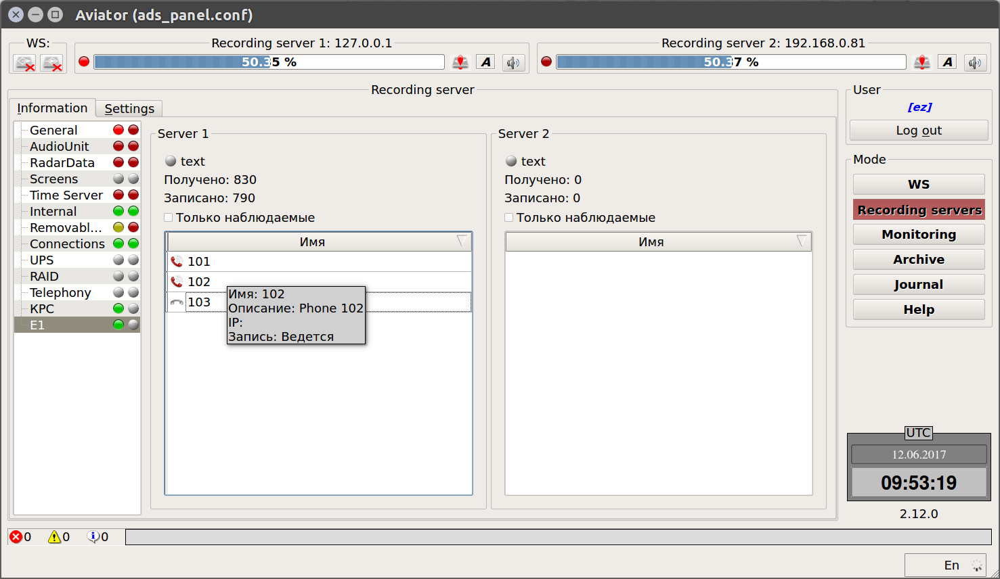 Aviator (ads_panel.conf)
WS:
Recording server 1: 127.0.0.1
50.35 %
A
Recording server 2: 192.168.0.81
50.37 %
A
Recording server
Information
Settings
General
AudioUnit
RadarData
Screens
Time Server
Internal
Removabl...
Connections
UPS
RAID
Telephony
КРС
E1
Server 1
text
Получено: 830
Записано: 790
Только наблюдаемые
Имя
101
102
103
Имя: 102
Описание: Phone 102
IP:
Запись: Ведется
Server 2
text
Получено: 0
Записано: 0
Только наблюдаемые
Имя
User
[ez]
Log out
Mode
WS
Recording servers
Monitoring
Archive
Journal
Help
UTC
12.06.2017
09:53:19
2.12.0
0
0
0
En